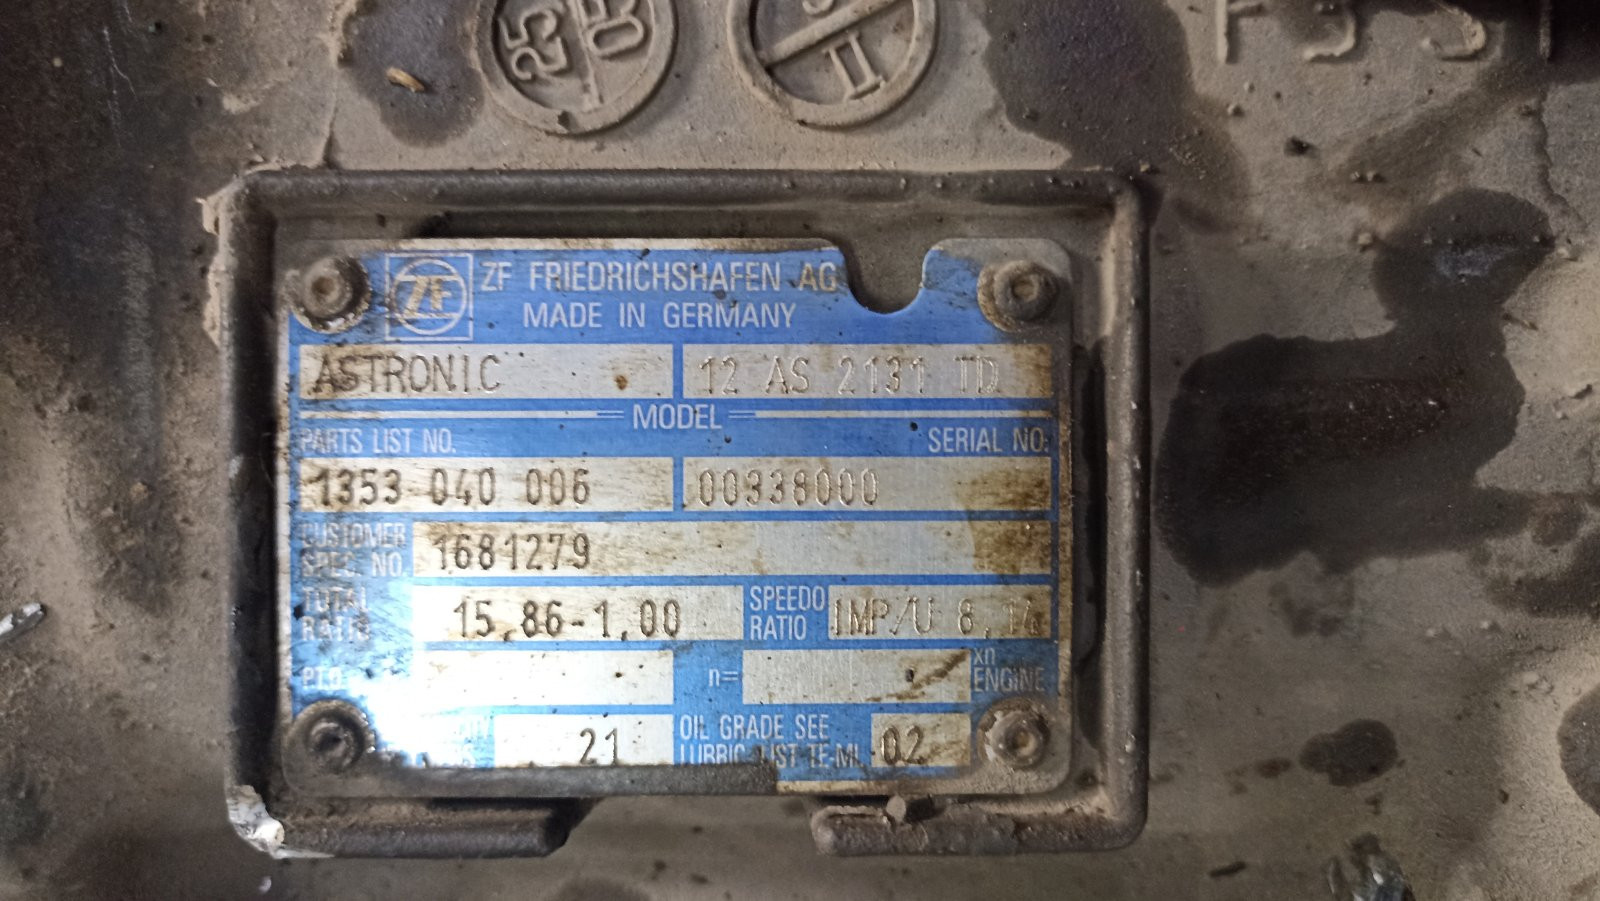 25
II
ZF
ZF FRIEDRICHSHAFEN AG
MADE IN GERMANY
ASTRONIC 12 AS 2131 TD
MODEL
PARTS LIST NO. SERIAL NO.
1353 040 006 00338000
CUSTOMER
SPEC. NO. 1681279
TOTAL
RATIO 15,86-1,00 SPEEDO
RATIO IMP/U 8,14
n= xn
ENGINE
21 OIL GRADE SEE
LUBRIC. LIST TE-ML 02